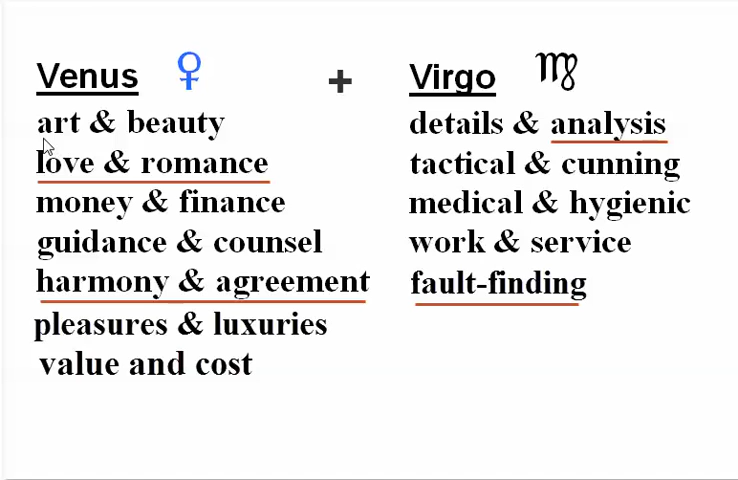 Venus ♀ + Virgo ♍
art & beauty
love & romance
money & finance
guidance & counsel
harmony & agreement
pleasures & luxuries
value and cost
details & analysis
tactical & cunning
medical & hygienic
work & service
fault-finding